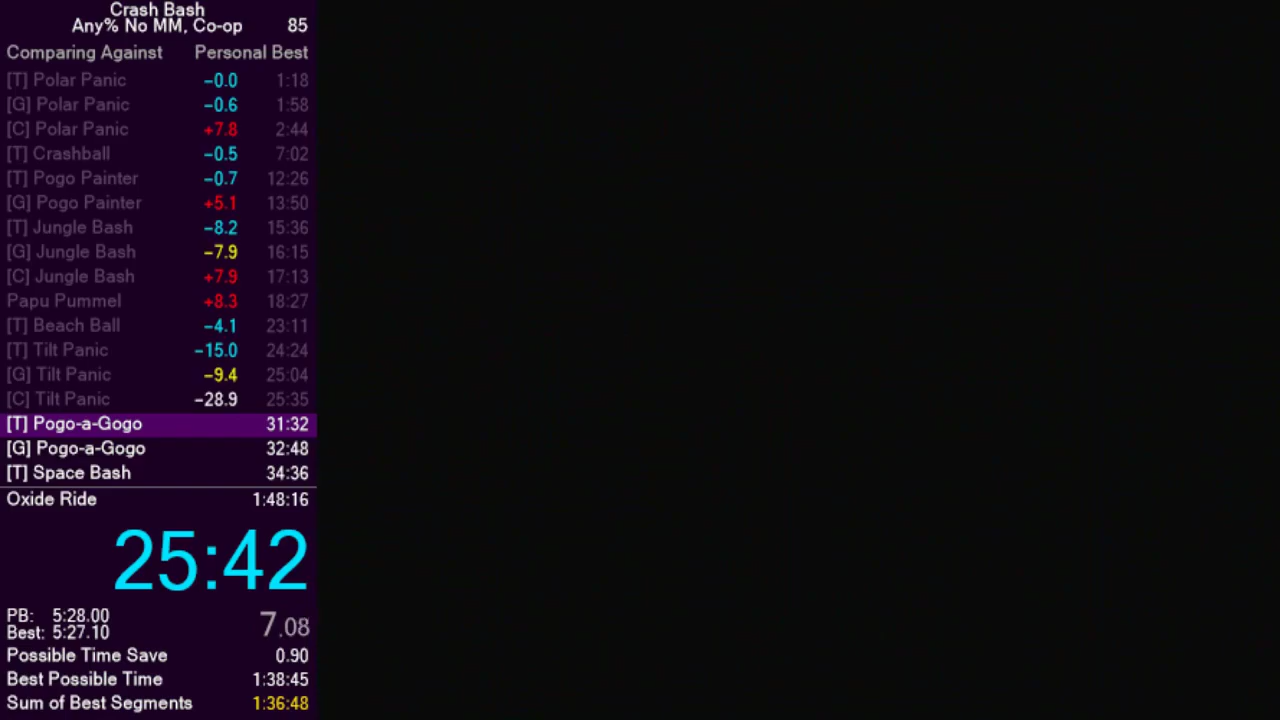 Crash Bash
Any% No MM, Co-op 85
Comparing Against Personal Best
[T] Polar Panic −0.0 1:18
[G] Polar Panic −0.6 1:58
[C] Polar Panic +7.8 2:44
[T] Crashball −0.5 7:02
[T] Pogo Painter −0.7 12:26
[G] Pogo Painter +5.1 13:50
[T] Jungle Bash −8.2 15:36
[G] Jungle Bash −7.9 16:15
[C] Jungle Bash +7.9 17:13
Papu Pummel +8.3 18:27
[T] Beach Ball −4.1 23:11
[T] Tilt Panic −15.0 24:24
[G] Tilt Panic −9.4 25:04
[C] Tilt Panic −28.9 25:35
[T] Pogo-a-Gogo 31:32
[G] Pogo-a-Gogo 32:48
[T] Space Bash 34:36
Oxide Ride 1:48:16
25:42
PB: 5:28.00
Best: 5:27.10
7.08
Possible Time Save 0.90
Best Possible Time 1:38:45
Sum of Best Segments 1:36:48